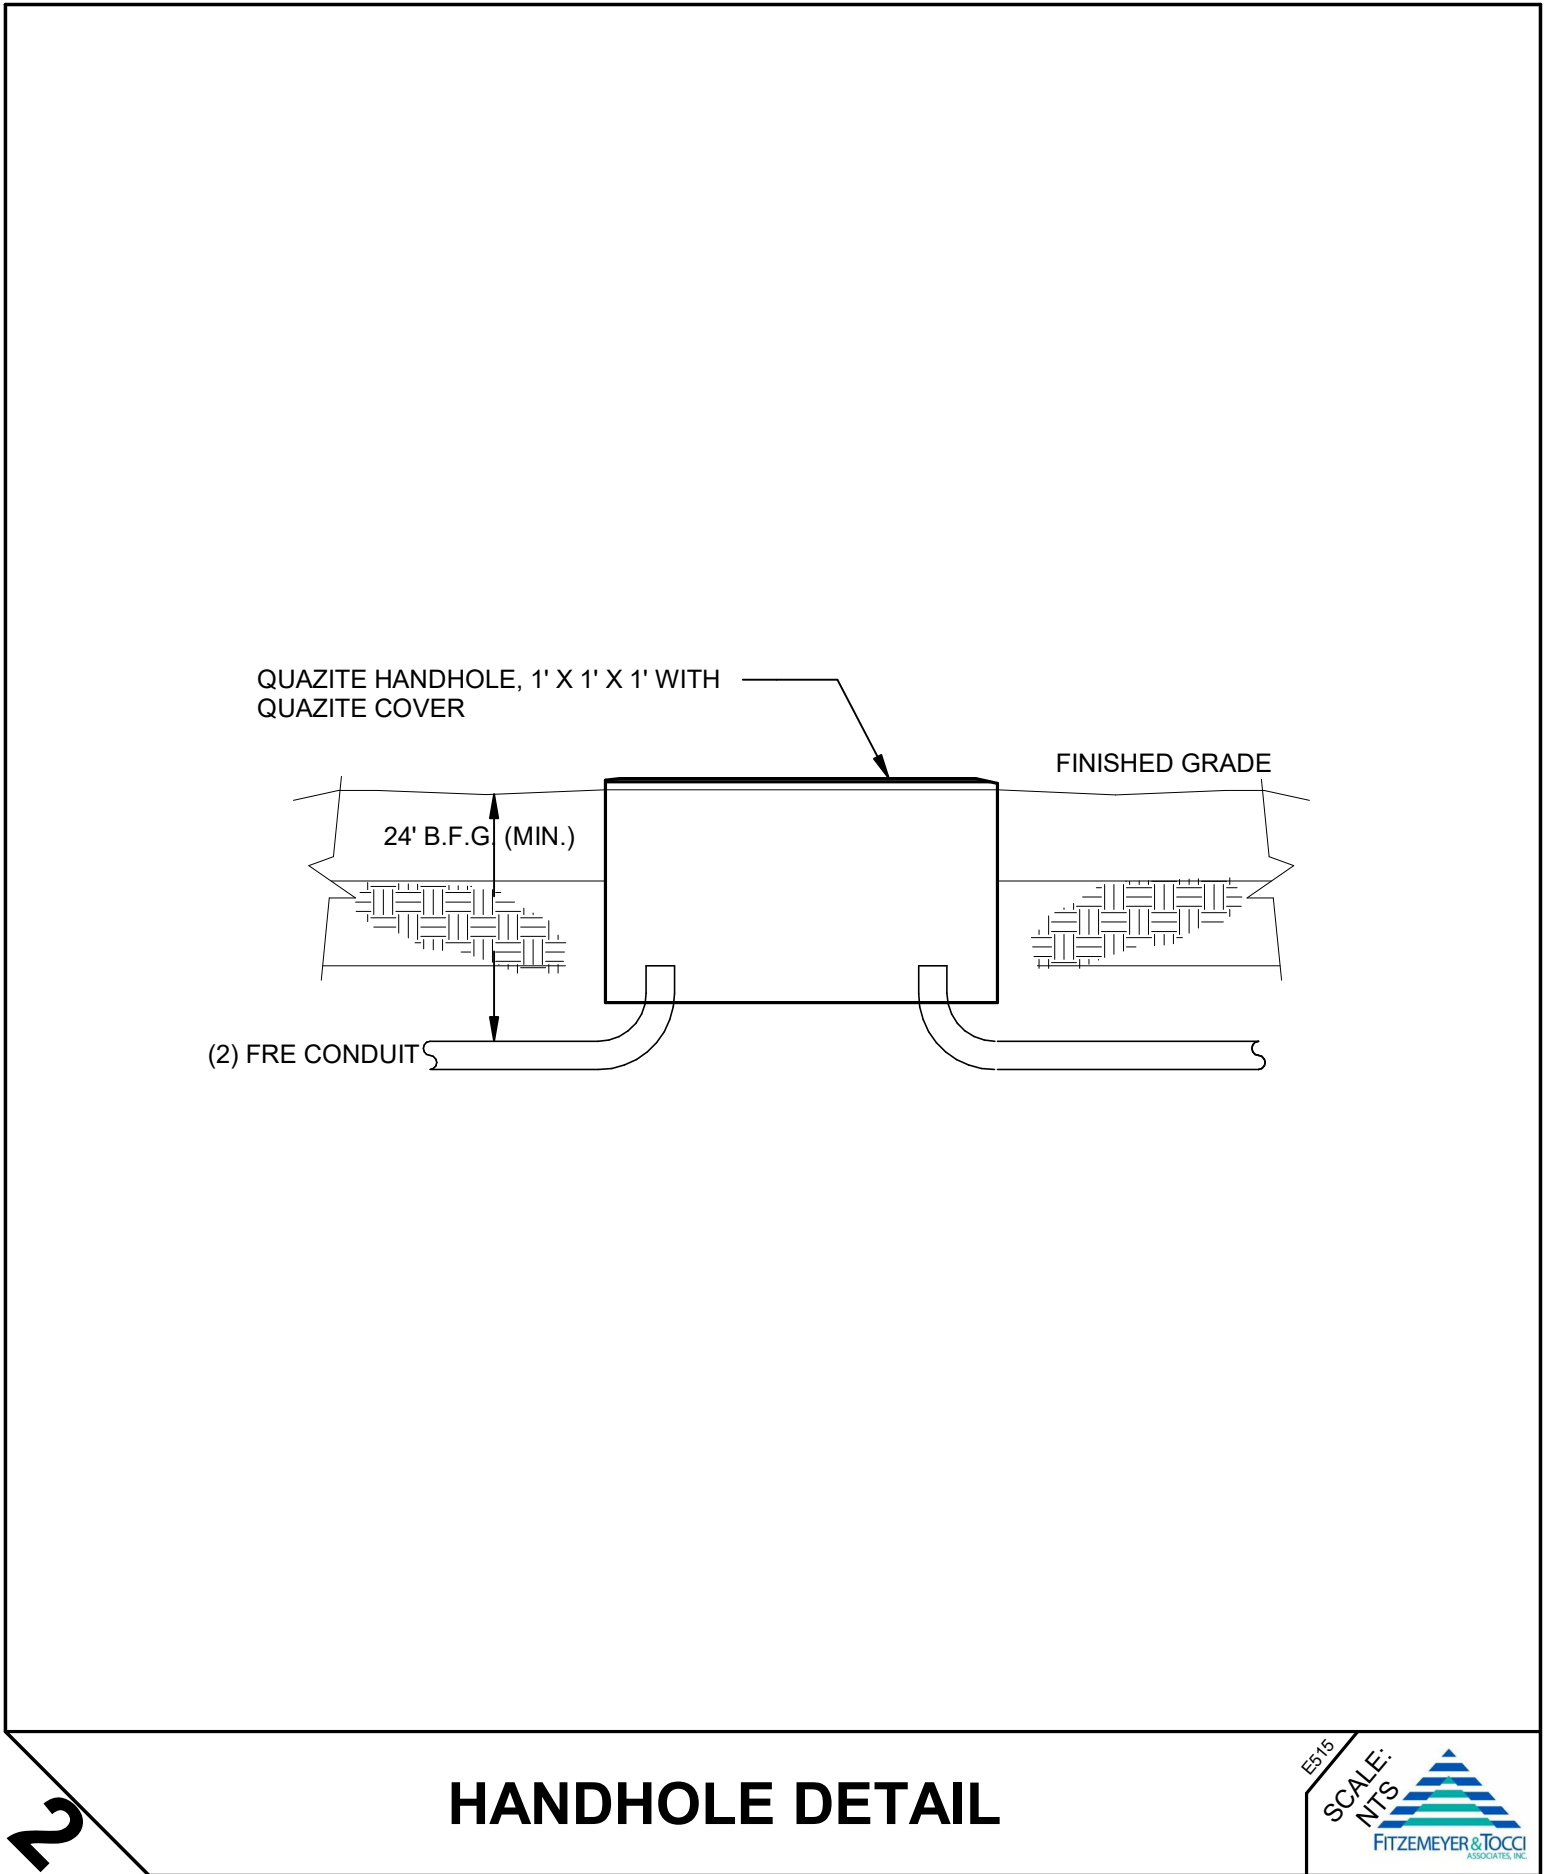 QUAZITE HANDHOLE, 1' X 1' X 1' WITH
QUAZITE COVER
FINISHED GRADE
24' B.F.G. (MIN.)
(2) FRE CONDUIT
2
HANDHOLE DETAIL
E515
SCALE:
NTS
FITZEMEYER & TOCCI
ASSOCIATES, INC.